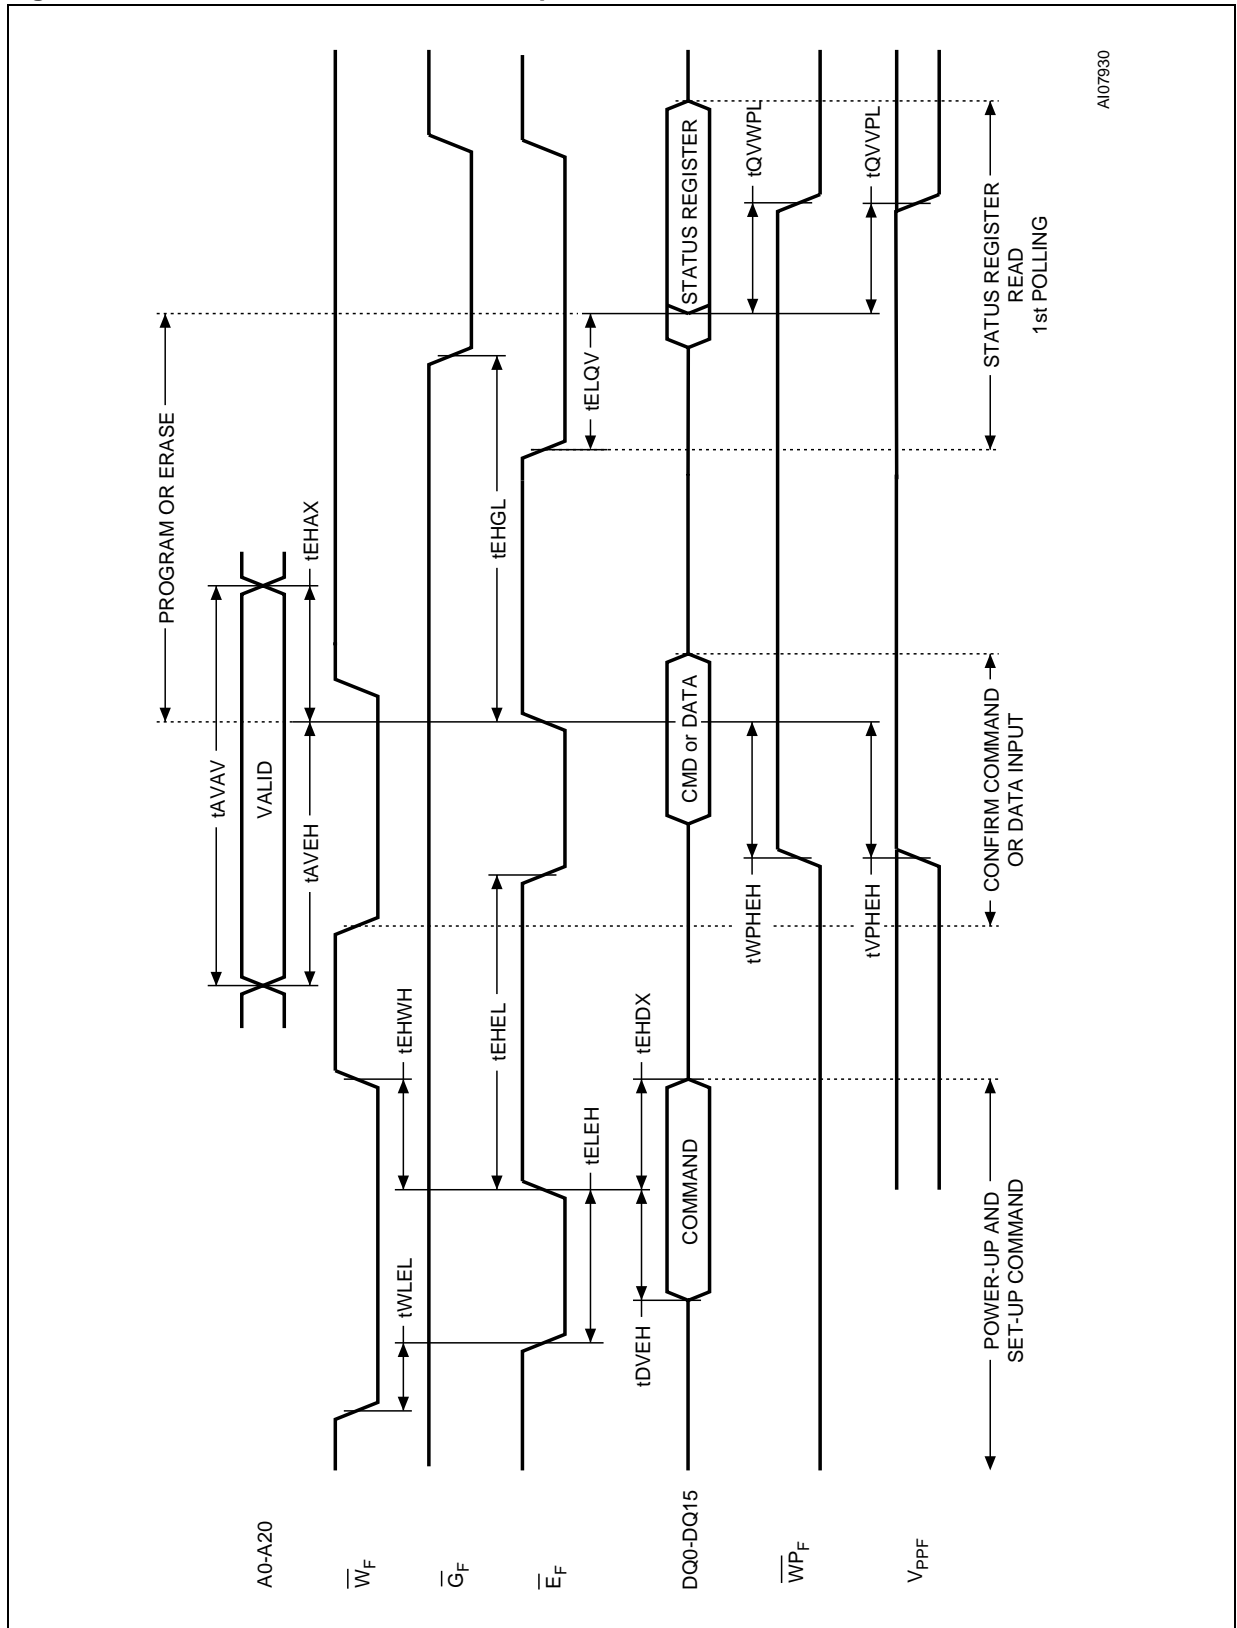 PROGRAM OR ERASE
tAVAV
A0-A20
VALID
tAVEH
tEHAX
W̅F
tWLEL
tEHWH
G̅F
tEHEL
tEHGL
E̅F
tELEH
tELQV
tDVEH
tEHDX
DQ0-DQ15
COMMAND
CMD or DATA
STATUS REGISTER
tWPHEH
tQVWPL
W̅P̅F
tVPHEH
tQVVPL
VPPF
POWER-UP AND
SET-UP COMMAND
CONFIRM COMMAND
OR DATA INPUT
STATUS REGISTER
READ
1st POLLING
AI07930